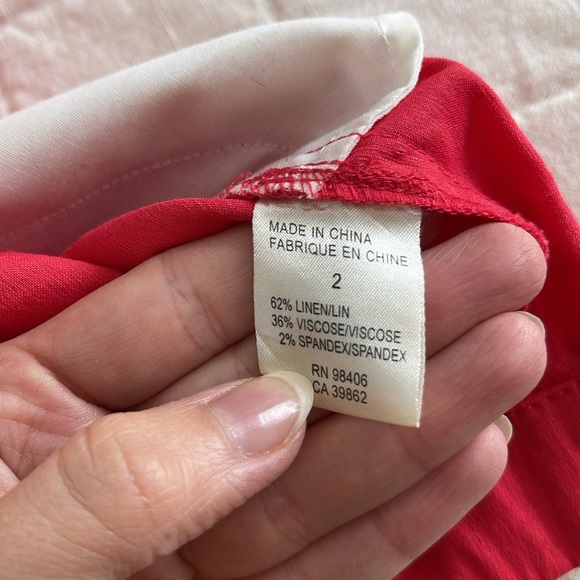 MADE IN CHINA
FABRIQUE EN CHINE
2
62% LINEN/LIN
36% VISCOSE/VISCOSE
2% SPANDEX/SPANDEX
RN 98406
CA 39862